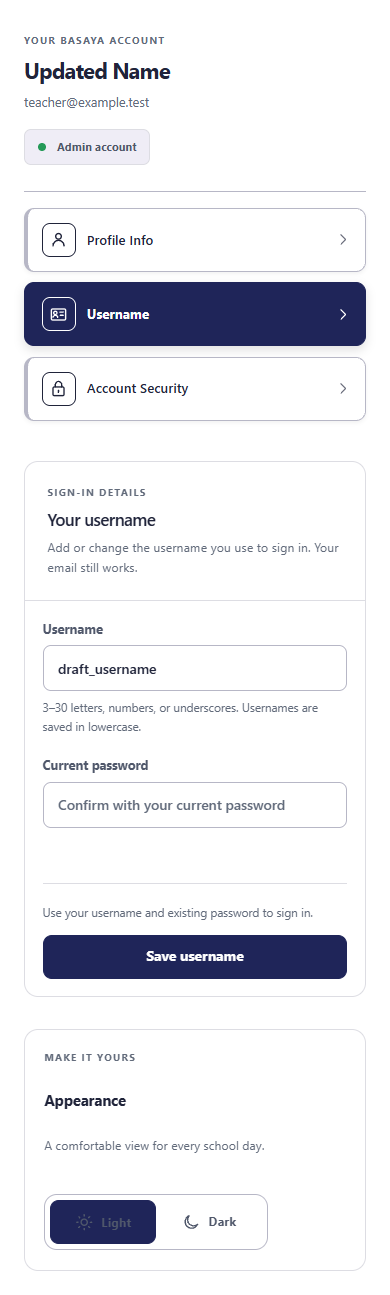 YOUR BASAYA ACCOUNT
Updated Name
teacher@example.test
Admin account
Profile Info
Username
Account Security
SIGN-IN DETAILS
Your username
Add or change the username you use to sign in. Your
email still works.
Username
draft_username
3–30 letters, numbers, or underscores. Usernames are
saved in lowercase.
Current password
Confirm with your current password
Use your username and existing password to sign in.
Save username
MAKE IT YOURS
Appearance
A comfortable view for every school day.
Light
Dark